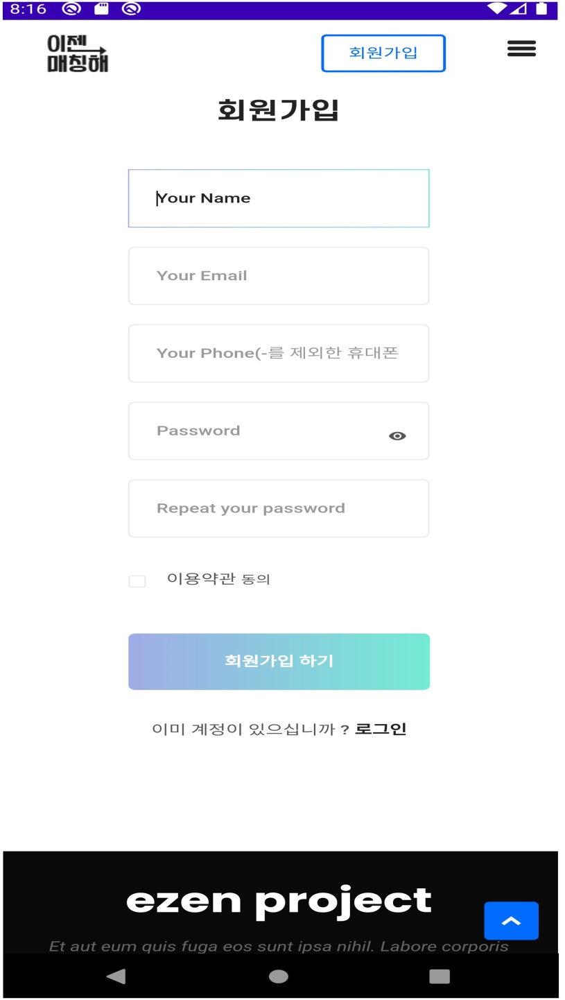 8:16
이젠
매칭해
회원가입
회원가입
Your Name
Your Email
Your Phone(-를 제외한 휴대폰
Password
Repeat your password
이용약관 동의
회원가입 하기
이미 계정이 있으십니까 ? 로그인
ezen project
Et aut eum quis fuga eos sunt ipsa nihil. Labore corporis